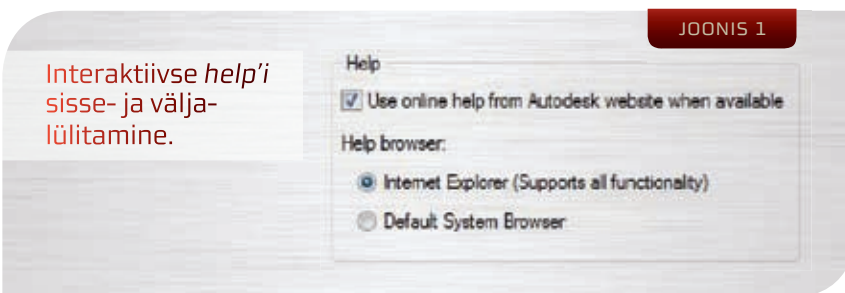 JOONIS 1
Interaktiivse help'i
sisse- ja välja-
lülitamine.
Help
Use online help from Autodesk website when available
Help browser:
Internet Explorer (Supports all functionality)
Default System Browser